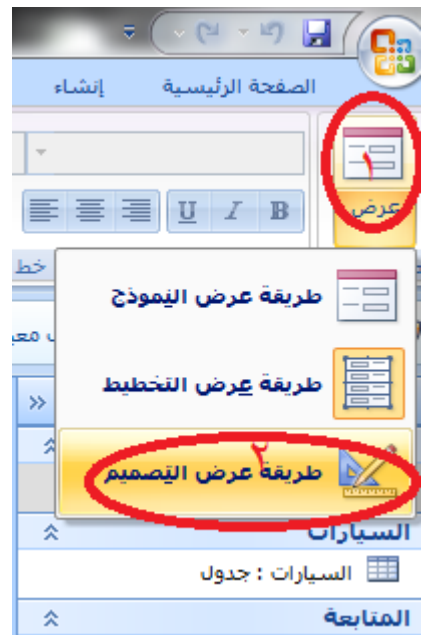 الصفحة الرئيسية إنشاء
١
عرض
U I B
خط
طريقة عرض النموذج
طريقة عرض التخطيط
٢
طريقة عرض التصميم
السيارات
السيارات : جدول
المتابعة